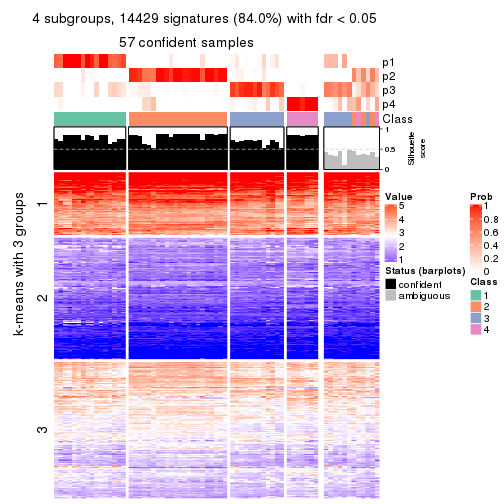 4 subgroups, 14429 signatures (84.0%) with fdr < 0.05
57 confident samples
p1
p2
p3
p4
Class
1
0.5
0
Silhouette
score
k-means with 3 groups
1
2
3
Value
5
4
3
2
1
Status (barplots)
confident
ambiguous
Prob
1
0.8
0.6
0.4
0.2
0
Class
1
2
3
4